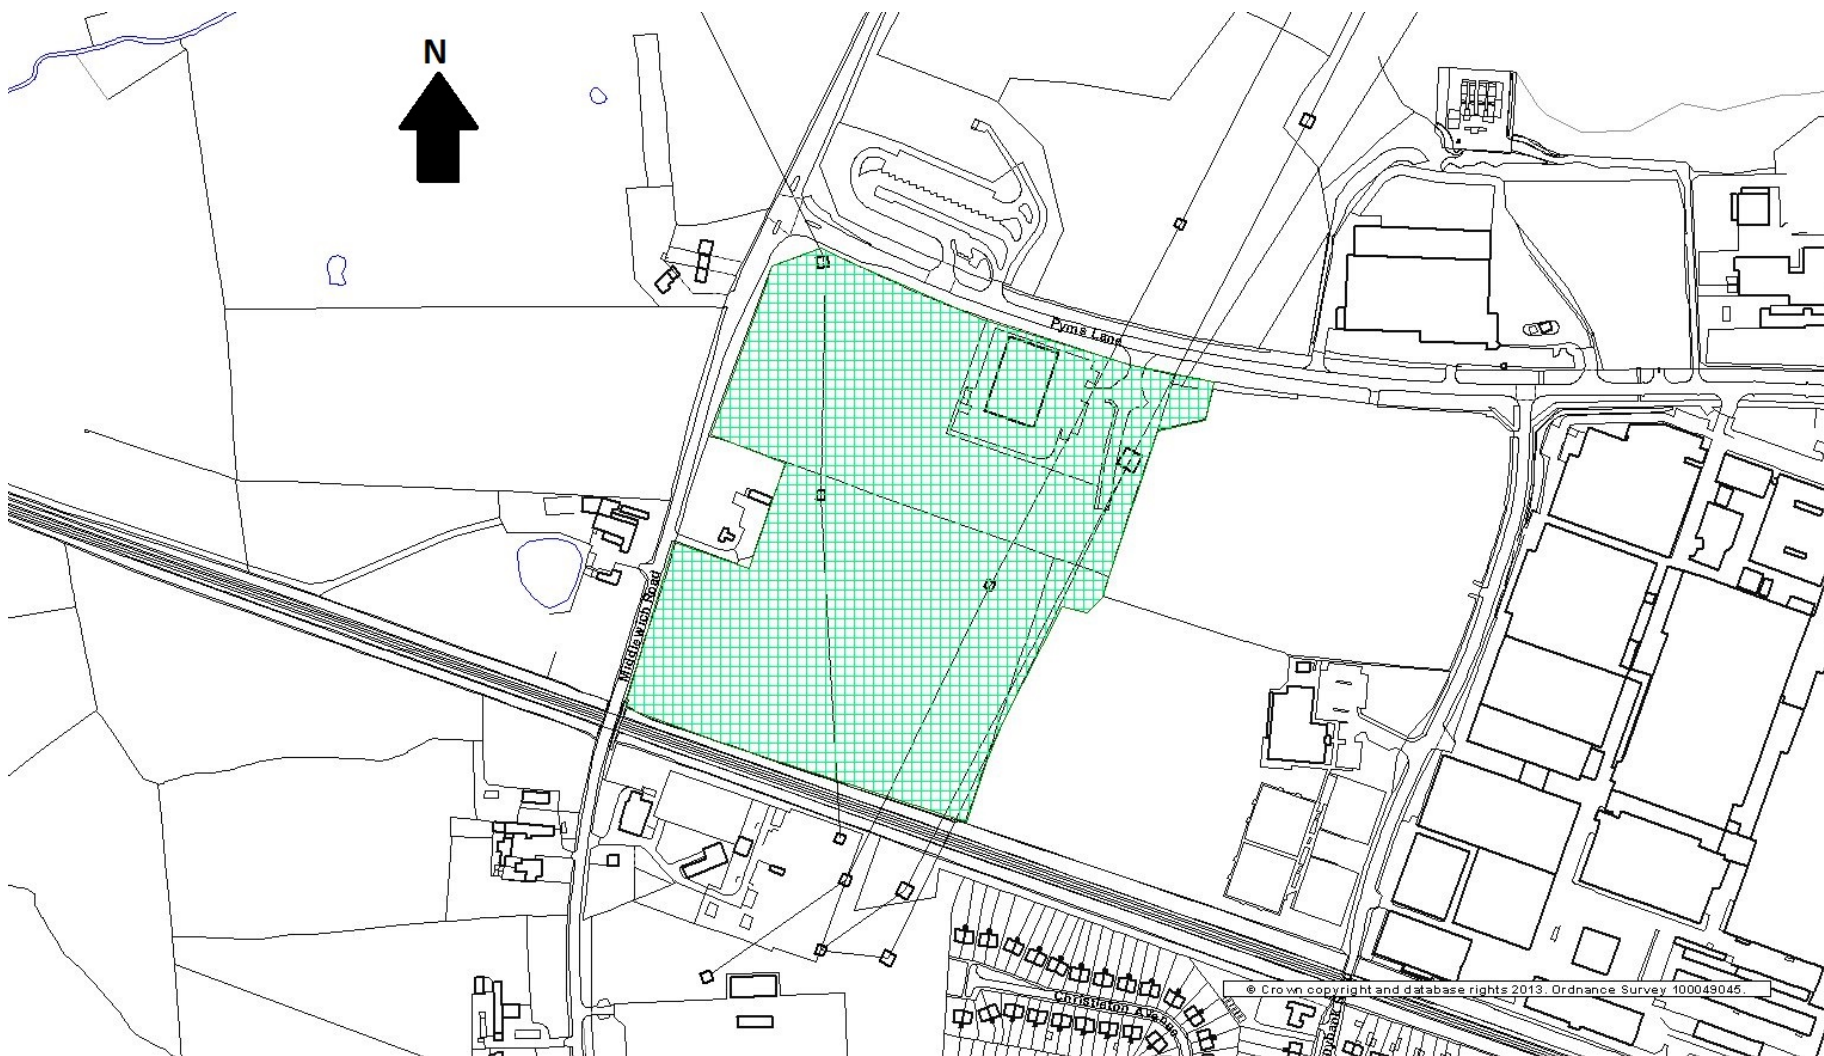 N
Pyms Lane
Middlewich Road
© Crown copyright and database rights 2013. Ordnance Survey 100049045.
Christleton Avenue